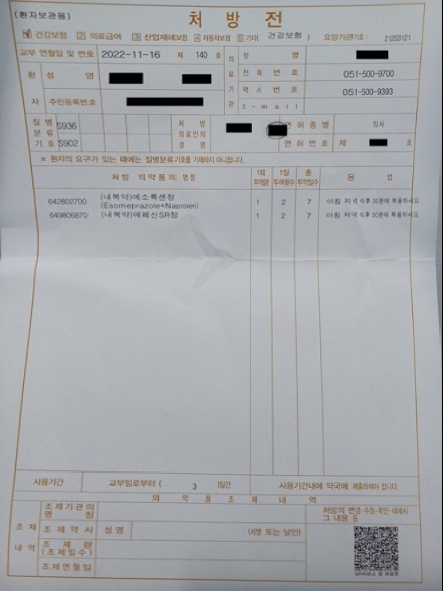 (환자보관용)
처 방 전
☑ 건강보험 ② 의료급여 ③ 산업재해보험 ④ 자동차보험 ⑤ 기타( 건강보험 ) 요양기관기호: 21203121
교부 연월일 및 번호 2022-11-16 제 140 호
의료기관 명 칭
전화번호 051-500-9700
팩스번호 051-500-9393
E-mail
환자 성 명
주민등록번호
질병분류기호 S936
S902
처 방 의료인의 성 명
면허종별 의사
면허번호 제 호
※ 환자의 요구가 있는 때에는 질병분류기호를 기재하지 아니합니다.
처방 의약품의 명칭 1회 투약량 1일 투여횟수 총 투약일수 용 법
642802700 (내복약)에소록센정 1 2 7 아침 저녁 식후 30분에 복용하세요
(Esomeprazole+Naproxen)
649806870 (내복약)에페신SR정 1 2 7 아침 저녁 식후 30분에 복용하세요
사용기간 교부일로부터 ( 3 )일간 사용기간내에 약국에 제출하여야 합니다.
의 약 품 조 제 내 역
조제 내역 조제기관의 명 칭
처방의 변경·수정·확인·대체시 그 내용 등
조제약사 성 명 (서명 또는 날인)
조 제 량 (조제일수)
조제연월일